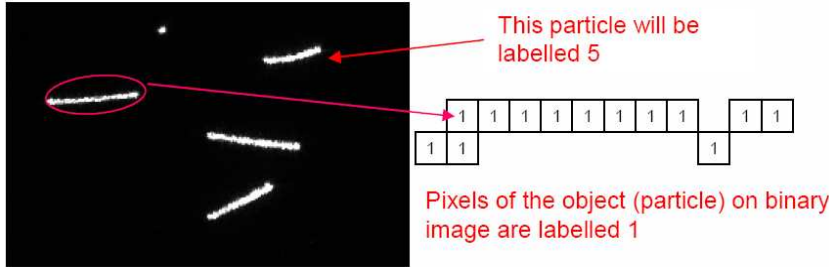 This particle will be
labelled 5
1 1 1 1 1 1 1 1 1 1
1 1 1
Pixels of the object (particle) on binary
image are labelled 1